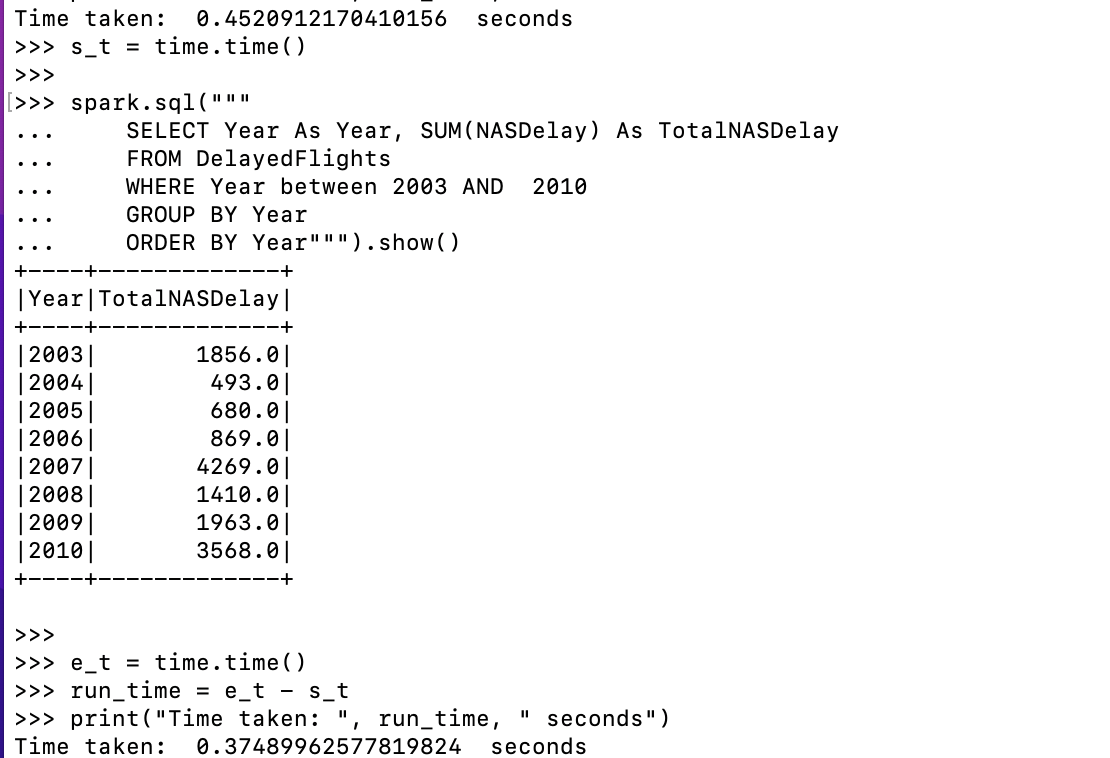 Time taken:  0.4520912170410156  seconds
>>> s_t = time.time()
>>>
[>>> spark.sql("""
...     SELECT Year As Year, SUM(NASDelay) As TotalNASDelay
...     FROM DelayedFlights
...     WHERE Year between 2003 AND  2010
...     GROUP BY Year
...     ORDER BY Year""").show()
+----+-------------+
|Year|TotalNASDelay|
+----+-------------+
|2003|       1856.0|
|2004|        493.0|
|2005|        680.0|
|2006|        869.0|
|2007|       4269.0|
|2008|       1410.0|
|2009|       1963.0|
|2010|       3568.0|
+----+-------------+
>>>
>>> e_t = time.time()
>>> run_time = e_t - s_t
>>> print("Time taken: ", run_time, " seconds")
Time taken:  0.37489962577819824  seconds